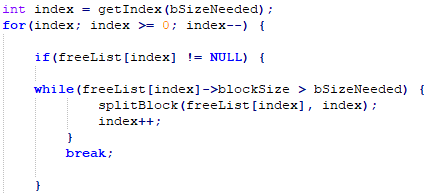 int index = getIndex(bSizeNeeded);
for(index; index >= 0; index--) {
if(freeList[index] != NULL) {
while(freeList[index]->blockSize > bSizeNeeded) {
splitBlock(freeList[index], index);
index++;
}
break;
}